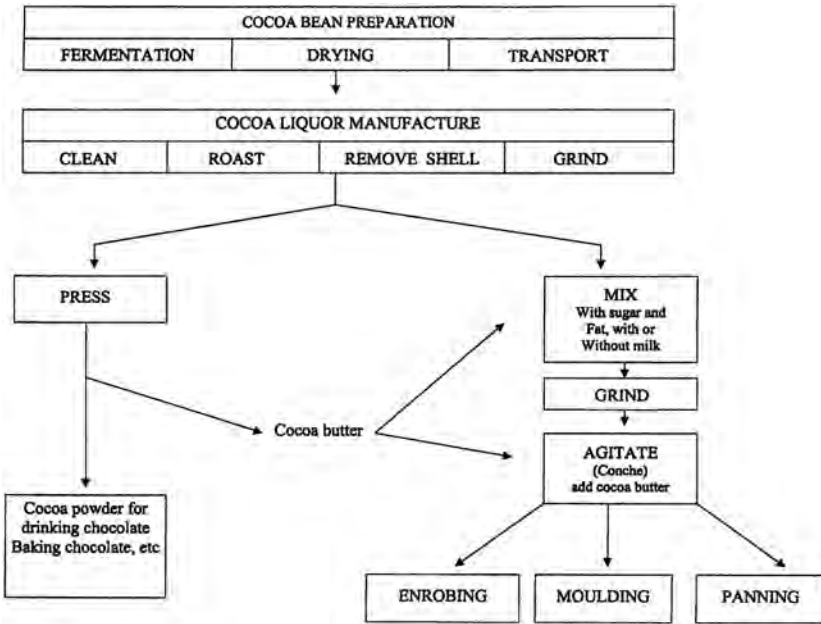 COCOA BEAN PREPARATION
FERMENTATION DRYING TRANSPORT
COCOA LIQUOR MANUFACTURE
CLEAN ROAST REMOVE SHELL GRIND
PRESS
MIX
With sugar and
Fat, with or
Without milk
GRIND
Cocoa butter
AGITATE
(Conche)
add cocoa butter
Cocoa powder for
drinking chocolate
Baking chocolate, etc
ENROBING MOULDING PANNING